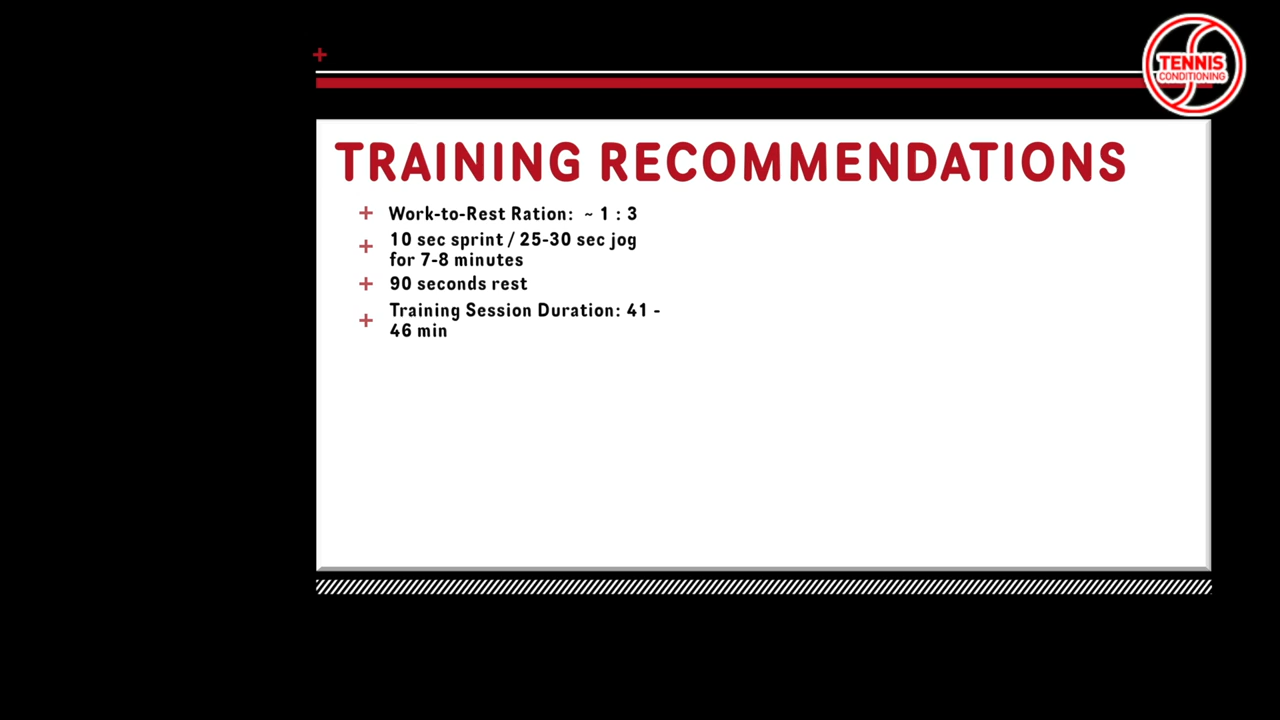 TENNIS
CONDITIONING
TRAINING RECOMMENDATIONS
Work-to-Rest Ration: ~ 1 : 3
10 sec sprint / 25-30 sec jog
for 7-8 minutes
90 seconds rest
Training Session Duration: 41 -
46 min